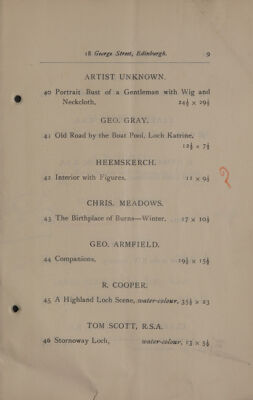 18 George Street, Edinburgh. 9
ARTIST UNKNOWN.
40 Portrait Bust of a Gentleman with Wig and
Neckcloth, 24½ × 29½
GEO. GRAY.
41 Old Road by the Boat Pool, Loch Katrine,
12½ × 7½
HEEMSKERCH.
42 Interior with Figures, 11 × 9½
?
CHRIS. MEADOWS.
43 The Birthplace of Burns—Winter, 17 × 10½
GEO. ARMFIELD.
44 Companions, 19½ × 15½
R. COOPER.
45 A Highland Loch Scene, water-colour, 35½ × 23
TOM SCOTT, R.S.A.
46 Stornoway Loch, water-colour, 13 × 5½